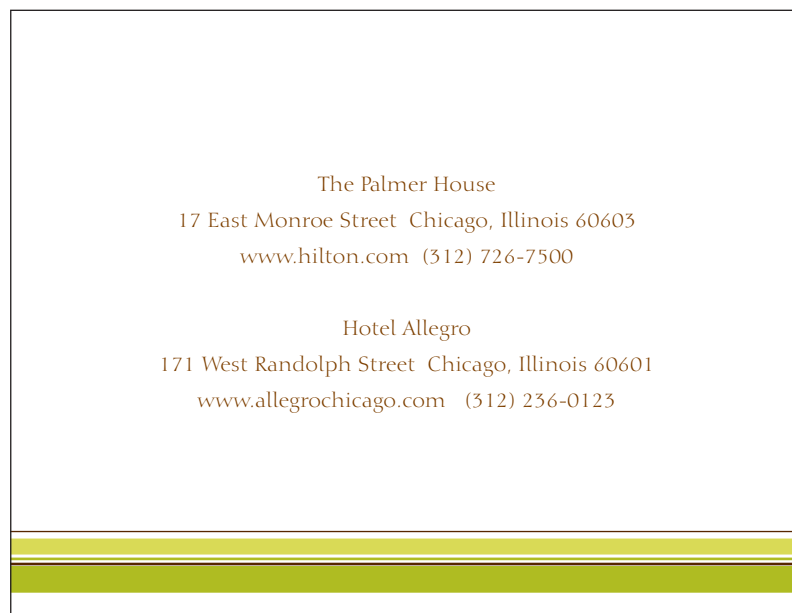 The Palmer House
17 East Monroe Street  Chicago, Illinois 60603
www.hilton.com  (312) 726-7500
Hotel Allegro
171 West Randolph Street  Chicago, Illinois 60601
www.allegrochicago.com   (312) 236-0123